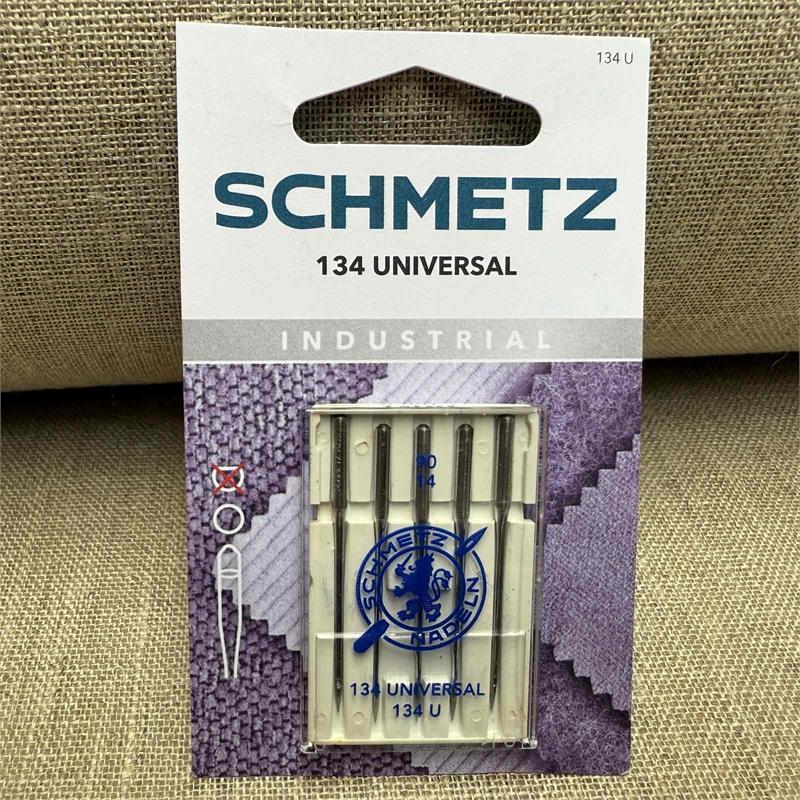 134 U
SCHMETZ
134 UNIVERSAL
INDUSTRIAL
90
14
SCHMETZ
NADELN
134 UNIVERSAL
134 U